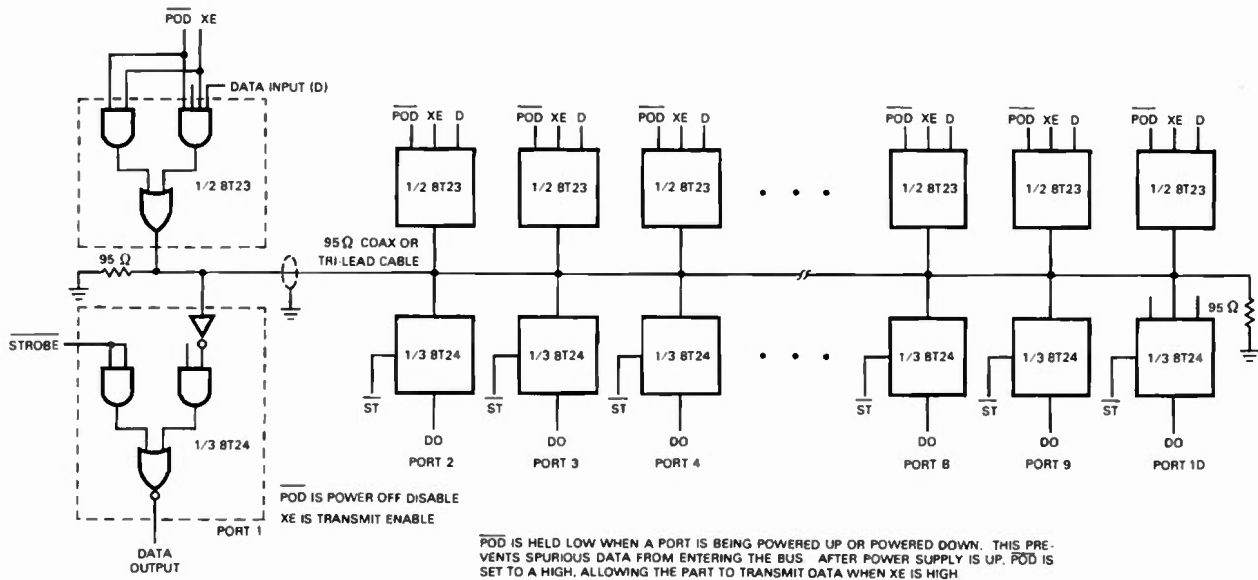 POD XE
DATA INPUT (D)
1/2 8T23
95 Ω
95Ω COAX OR
TRI-LEAD CABLE
STROBE
1/3 8T24
PORT 1
DATA
OUTPUT
POD XE D
POD XE D
POD XE D
POD XE D
POD XE D
POD XE D
1/2 8T23
1/2 8T23
1/2 8T23
• • •
1/2 8T23
1/2 8T23
1/2 8T23
95 Ω
1/3 8T24
1/3 8T24
1/3 8T24
• • •
1/3 8T24
1/3 8T24
1/3 8T24
ST
ST
ST
ST
ST
ST
DO
DO
DO
DO
DO
DO
PORT 2
PORT 3
PORT 4
PORT 8
PORT 9
PORT 1D
POD IS POWER OFF DISABLE
XE IS TRANSMIT ENABLE
POD IS HELD LOW WHEN A PORT IS BEING POWERED UP OR POWERED DOWN. THIS PRE-
VENTS SPURIOUS DATA FROM ENTERING THE BUS. AFTER POWER SUPPLY IS UP, POD IS
SET TO A HIGH, ALLOWING THE PART TO TRANSMIT DATA WHEN XE IS HIGH